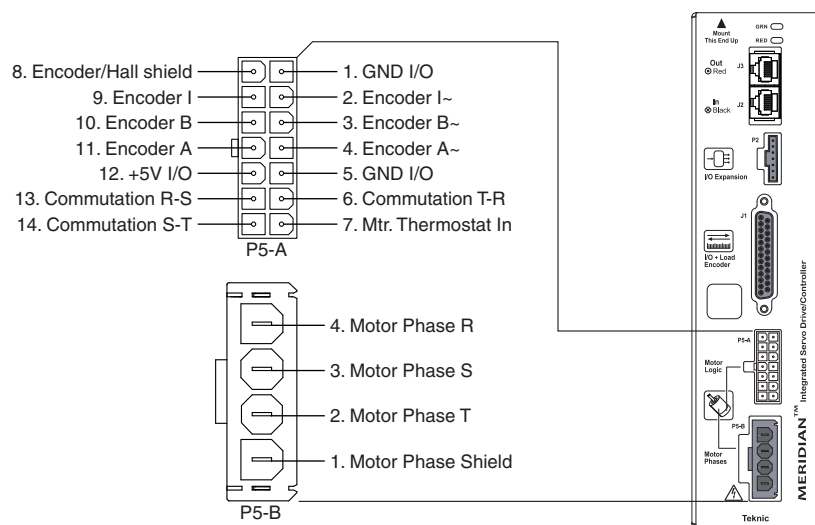 8. Encoder/Hall shield
9. Encoder I
10. Encoder B
11. Encoder A
12. +5V I/O
13. Commutation R-S
14. Commutation S-T
1. GND I/O
2. Encoder I~
3. Encoder B~
4. Encoder A~
5. GND I/O
6. Commutation T-R
7. Mtr. Thermostat In
P5-A
4. Motor Phase R
3. Motor Phase S
2. Motor Phase T
1. Motor Phase Shield
P5-B
Mount
This End Up
GRN
RED
Out
Red
J3
In
Black
J2
P2
I/O Expansion
J1
I/O + Load
Encoder
P5-A
Motor
Logic
P5-B
Motor
Phases
MERIDIAN™
Integrated Servo Drive/Controller
Teknic